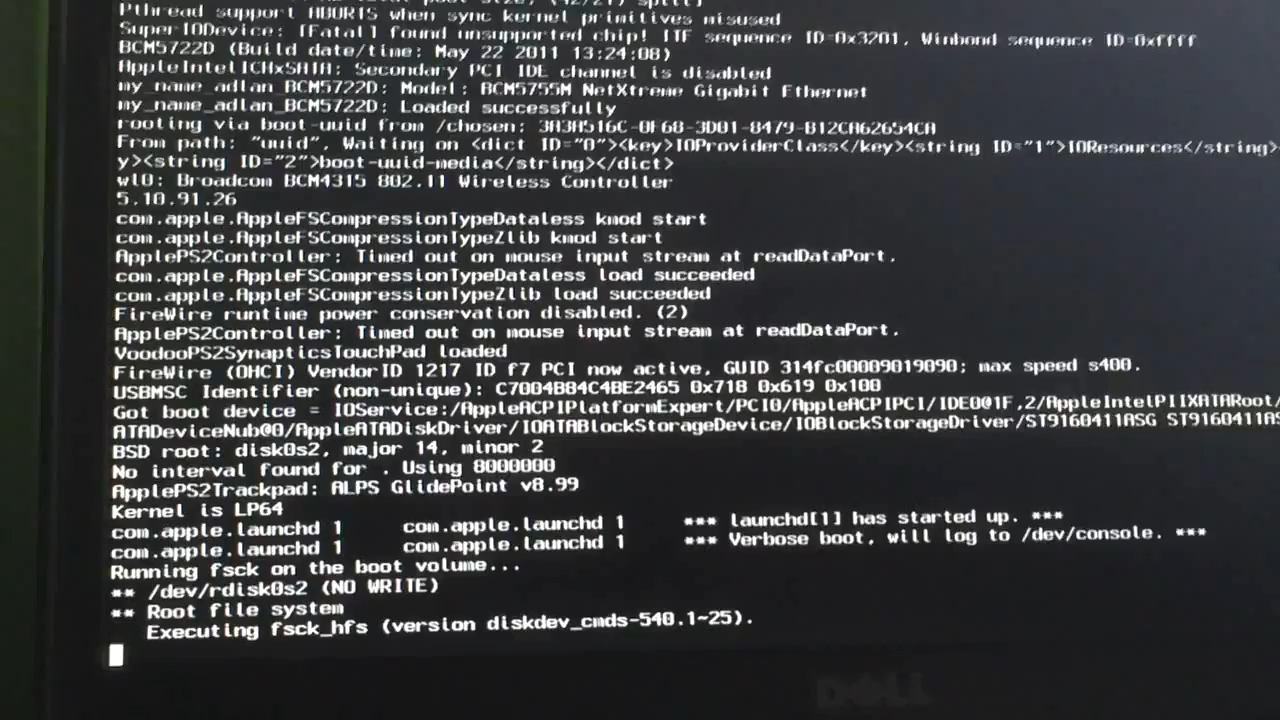 Pthread support ABORTS when sync kernel primitives misused
SuperIODevice: [Fatal] found unsupported chip! ITF sequence ID=0x3201, Winbond sequence ID=0xffff
BCM5722D (Build date/time: May 22 2011 13:24:08)
AppleIntelICHxSATA: Secondary PCI IDE channel is disabled
my_name_adlan_BCM5722D: Model: BCM5755M NetXtreme Gigabit Ethernet
my_name_adlan_BCM5722D: Loaded successfully
rooting via boot-uuid from /chosen: 3A3A516C-0F68-3D01-8479-B12CA62654CA
From path: "uuid", Waiting on <dict ID="0"><key>IOProviderClass</key><string ID="1">IOResources</string>
y><string ID="2">boot-uuid-media</string></dict>
wl0: Broadcom BCM4315 802.11 Wireless Controller
5.10.91.26
com.apple.AppleFSCompressionTypeDataless kmod start
com.apple.AppleFSCompressionTypeZlib kmod start
ApplePS2Controller: Timed out on mouse input stream at readDataPort.
com.apple.AppleFSCompressionTypeDataless load succeeded
com.apple.AppleFSCompressionTypeZlib load succeeded
FireWire runtime power conservation disabled. (2)
ApplePS2Controller: Timed out on mouse input stream at readDataPort.
VoodooPS2SynapticsTouchPad loaded
FireWire (OHCI) VendorID 1217 ID f7 PCI now active, GUID 314fc00009019090; max speed s400.
USBMSC Identifier (non-unique): C7004B84C4BE2465 0x718 0x619 0x100
Got boot device = IOService:/AppleACPIPlatformExpert/PCI0/AppleACPIPCI/IDE0@1F,2/AppleIntelPIIXATARoot/
ATADeviceNub@0/AppleATADiskDriver/IOATABlockStorageDevice/IOBlockStorageDriver/ST9160411ASG ST9160411AS
BSD root: disk0s2, major 14, minor 2
No interval found for . Using 8000000
ApplePS2Trackpad: ALPS GlidePoint v8.99
Kernel is LP64
com.apple.launchd 1 com.apple.launchd 1 *** launchd[1] has started up. ***
com.apple.launchd 1 com.apple.launchd 1 *** Verbose boot, will log to /dev/console. ***
Running fsck on the boot volume...
** /dev/rdisk0s2 (NO WRITE)
** Root file system
Executing fsck_hfs (version diskdev_cmds-540.1~25).
DELL